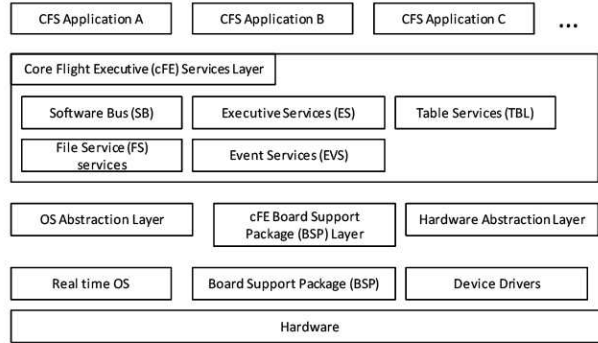 CFS Application A
CFS Application B
CFS Application C
...
Core Flight Executive (cFE) Services Layer
Software Bus (SB)
Executive Services (ES)
Table Services (TBL)
File Service (FS)
services
Event Services (EVS)
OS Abstraction Layer
cFE Board Support
Package (BSP) Layer
Hardware Abstraction Layer
Real time OS
Board Support Package (BSP)
Device Drivers
Hardware